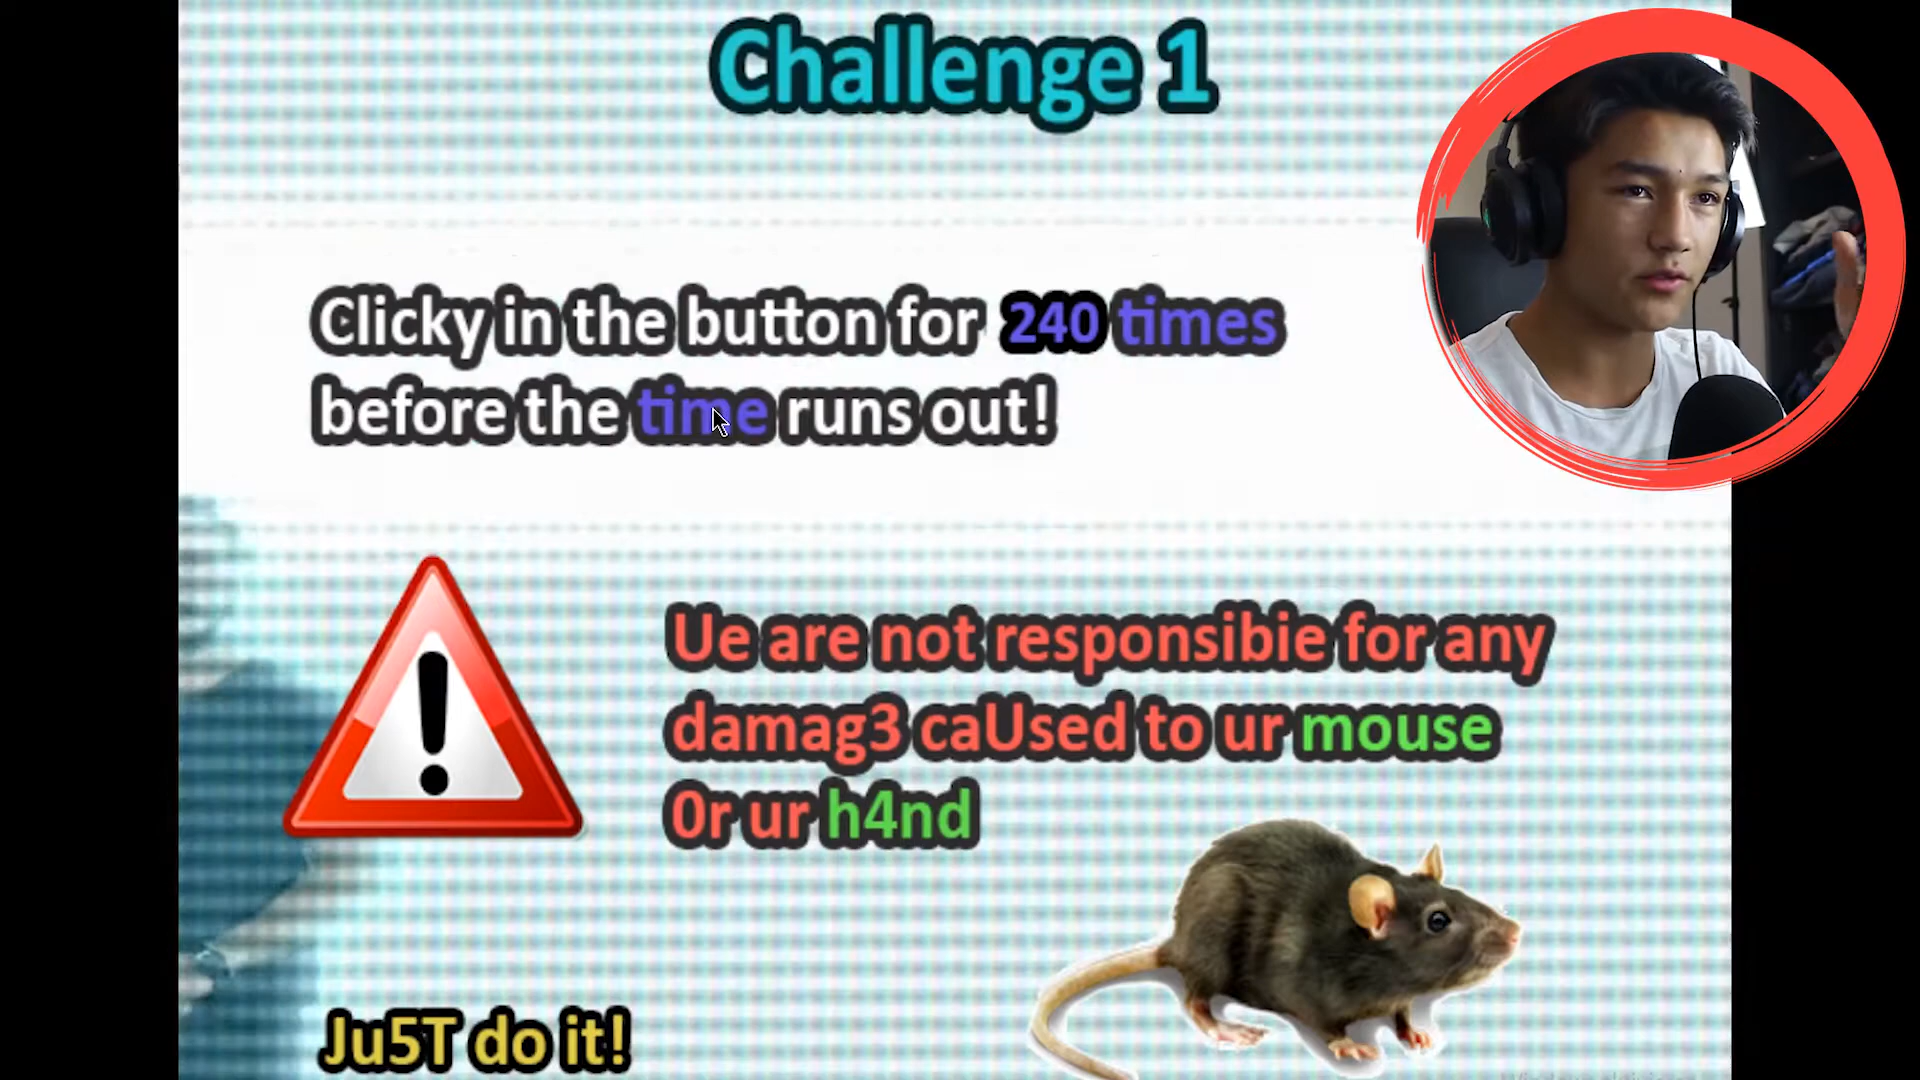 Challenge 1
Clicky in the button for 240 times
before the time runs out!
Ue are not responsibie for any
damag3 caUsed to ur mouse
0r ur h4nd
Ju5T do it!